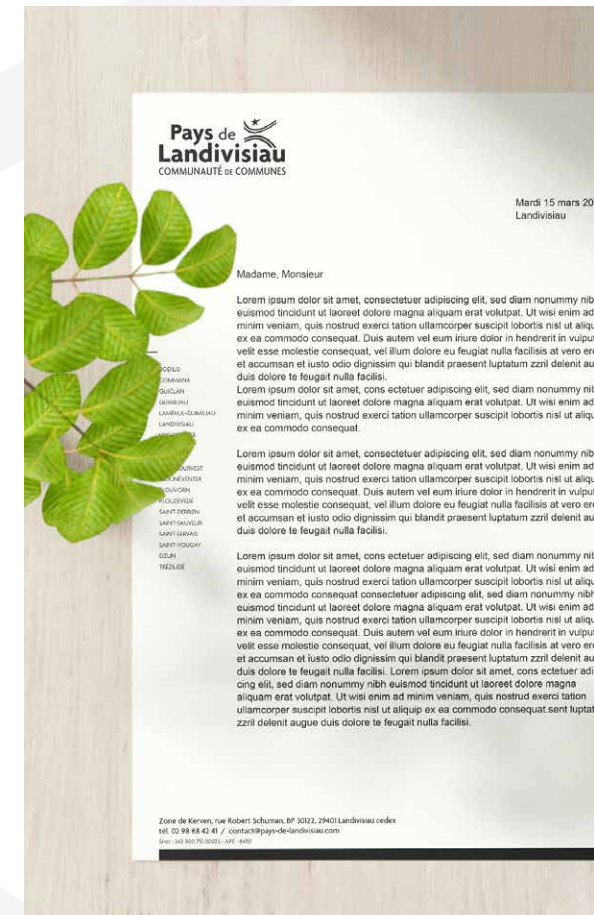 Pays de
Landivisiau
COMMUNAUTÉ DE COMMUNES
Mardi 15 mars 20
Landivisiau
Madame, Monsieur
Lorem ipsum dolor sit amet, consectetuer adipiscing elit, sed diam nonummy nib
euismod tincidunt ut laoreet dolore magna aliquam erat volutpat. Ut wisi enim ad
minim veniam, quis nostrud exerci tation ullamcorper suscipit lobortis nisl ut aliqu
ex ea commodo consequat. Duis autem vel eum iriure dolor in hendrerit in vulput
velit esse molestie consequat, vel illum dolore eu feugiat nulla facilisis at vero ero
et accumsan et iusto odio dignissim qui blandit praesent luptatum zzril delenit au
duis dolore te feugait nulla facilisi.
Lorem ipsum dolor sit amet, cons ectetuer adipiscing elit, sed diam nonummy nib
euismod tincidunt ut laoreet dolore magna aliquam erat volutpat. Ut wisi enim ad
minim veniam, quis nostrud exerci tation ullamcorper suscipit lobortis nisl ut aliqu
ex ea commodo consequat.
Lorem ipsum dolor sit amet, consectetuer adipiscing elit, sed diam nonummy nib
euismod tincidunt ut laoreet dolore magna aliquam erat volutpat. Ut wisi enim ad
minim veniam, quis nostrud exerci tation ullamcorper suscipit lobortis nisl ut aliqu
ex ea commodo consequat. Duis autem vel eum iriure dolor in hendrerit in vulput
velit esse molestie consequat, vel illum dolore eu feugiat nulla facilisis at vero ero
et accumsan et iusto odio dignissim qui blandit praesent luptatum zzril delenit au
duis dolore te feugait nulla facilisi.
Lorem ipsum dolor sit amet, cons ectetuer adipiscing elit, sed diam nonummy nib
euismod tincidunt ut laoreet dolore magna aliquam erat volutpat. Ut wisi enim ad
minim veniam, quis nostrud exerci tation ullamcorper suscipit lobortis nisl ut aliqu
ex ea commodo consequat consectetuer adipiscing elit, sed diam nonummy nibh
euismod tincidunt ut laoreet dolore magna aliquam erat volutpat. Ut wisi enim ad
minim veniam, quis nostrud exerci tation ullamcorper suscipit lobortis nisl ut aliqu
ex ea commodo consequat. Duis autem vel eum iriure dolor in hendrerit in vulput
velit esse molestie consequat, vel illum dolore eu feugiat nulla facilisis at vero ero
et accumsan et iusto odio dignissim qui blandit praesent luptatum zzril delenit au
duis dolore te feugait nulla facilisi. Lorem ipsum dolor sit amet, cons ectetuer adi
cing elit, sed diam nonummy nibh euismod tincidunt ut laoreet dolore magna
aliquam erat volutpat. Ut wisi enim ad minim veniam, quis nostrud exerci tation
ullamcorper suscipit lobortis nisl ut aliquip ex ea commodo consequat.sent luptat
zzril delenit augue duis dolore te feugait nulla facilisi.
BODILIS
COMMANA
GUICLAN
GUIMILIAU
LAMPAUL-GUIMILIAU
LANDIVISIAU
PLOUVORN
PLOUZÉVÉDÉ
SAINT-DERRIEN
SAINT-SAUVEUR
SAINT-SERVAIS
SAINT-VOUGAY
SIZUN
TRÉZILIDÉ
Zone de Kerven, rue Robert Schuman, BP 30122, 29401 Landivisiau cedex
tél. 02 98 68 42 41 / contact@pays-de-landivisiau.com